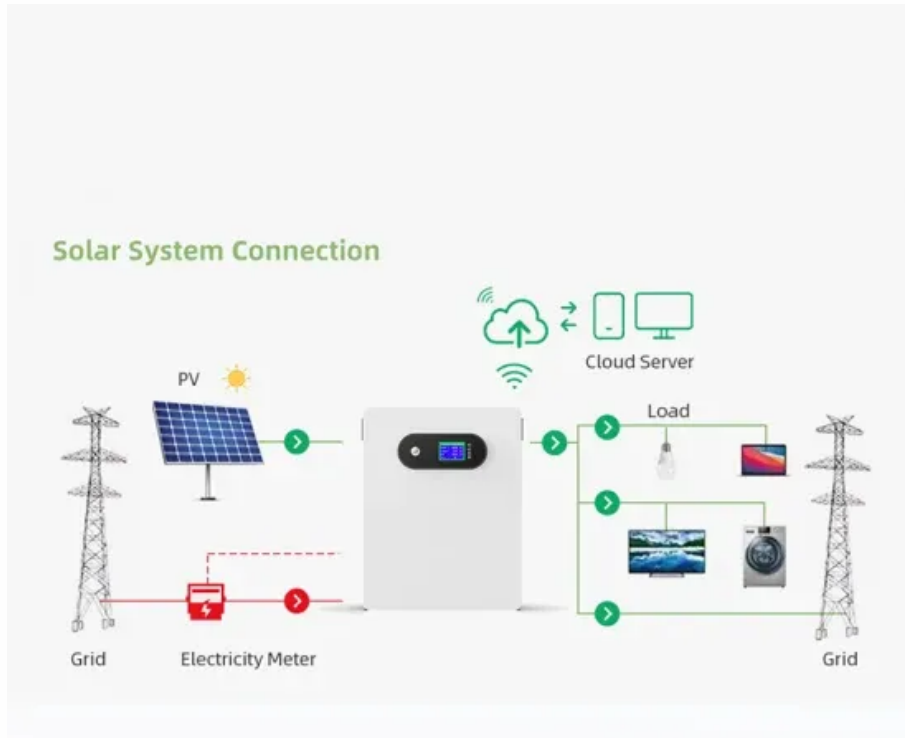 Solar System Connection
Cloud Server
PV
Load
Grid
Electricity Meter
Grid